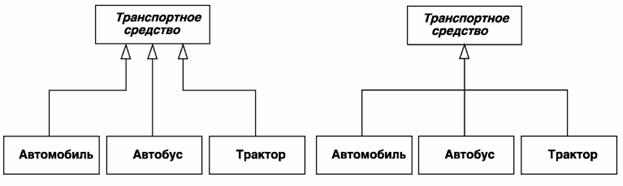 Транспортное
средство
Автомобиль
Автобус
Трактор
Транспортное
средство
Автомобиль
Автобус
Трактор